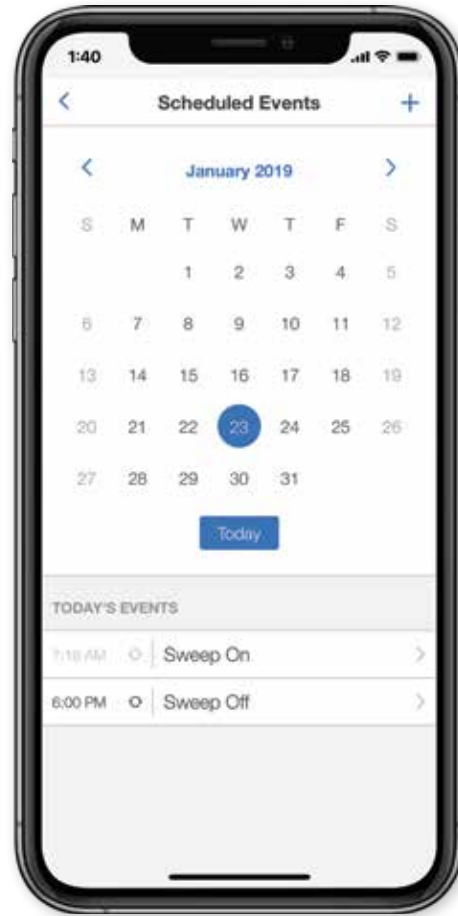 1:40
Scheduled Events
January 2019
S M T W T F S
1 2 3 4 5
6 7 8 9 10 11 12
13 14 15 16 17 18 19
20 21 22 23 24 25 26
27 28 29 30 31
Today
TODAY'S EVENTS
AM Sweep On
6:00 PM Sweep Off